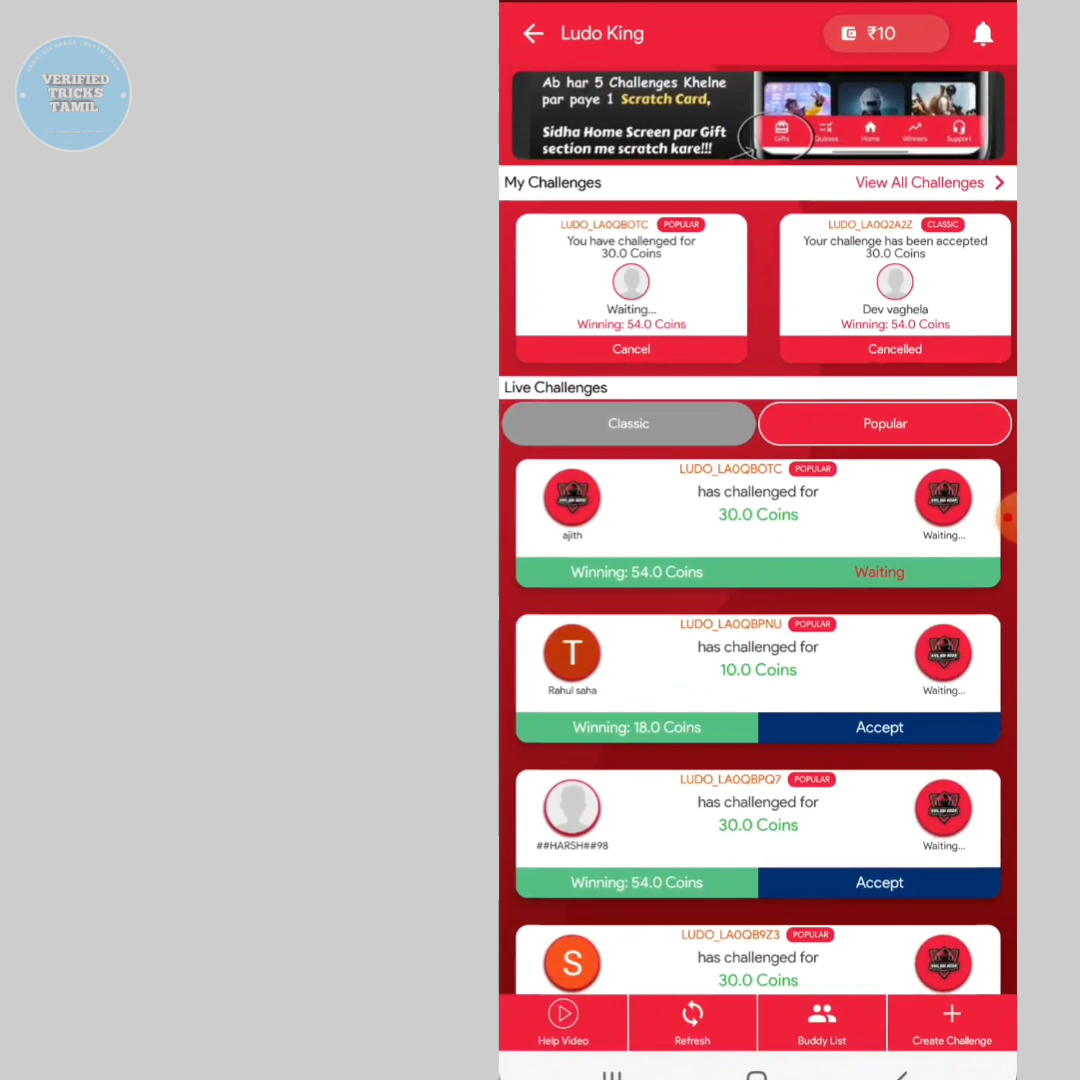 VERIFIED
TRICKS
TAMIL
Ludo King
₹10
Ab har 5 Challenges Khelne
par paye 1 Scratch Card,
Sidha Home Screen par Gift
section me scratch kare!!!
Gifts
Quizzes
Home
Winners
Support
My Challenges
View All Challenges
LUDO_LA0QBOTC POPULAR
You have challenged for
30.0 Coins
Waiting...
Winning: 54.0 Coins
Cancel
LUDO_LA0Q2A2Z CLASSIC
Your challenge has been accepted
30.0 Coins
Dev vaghela
Winning: 54.0 Coins
Cancelled
Live Challenges
Classic
Popular
LUDO_LA0QBOTC POPULAR
has challenged for
30.0 Coins
ajith
Waiting...
Winning: 54.0 Coins
Waiting
LUDO_LA0QBPNU POPULAR
has challenged for
T
10.0 Coins
Rahul saha
Waiting...
Winning: 18.0 Coins
Accept
LUDO_LA0QBPQ7 POPULAR
has challenged for
30.0 Coins
##HARSH##98
Waiting...
Winning: 54.0 Coins
Accept
LUDO_LA0QB9Z3 POPULAR
has challenged for
S
30.0 Coins
Help Video
Refresh
Buddy List
Create Challenge